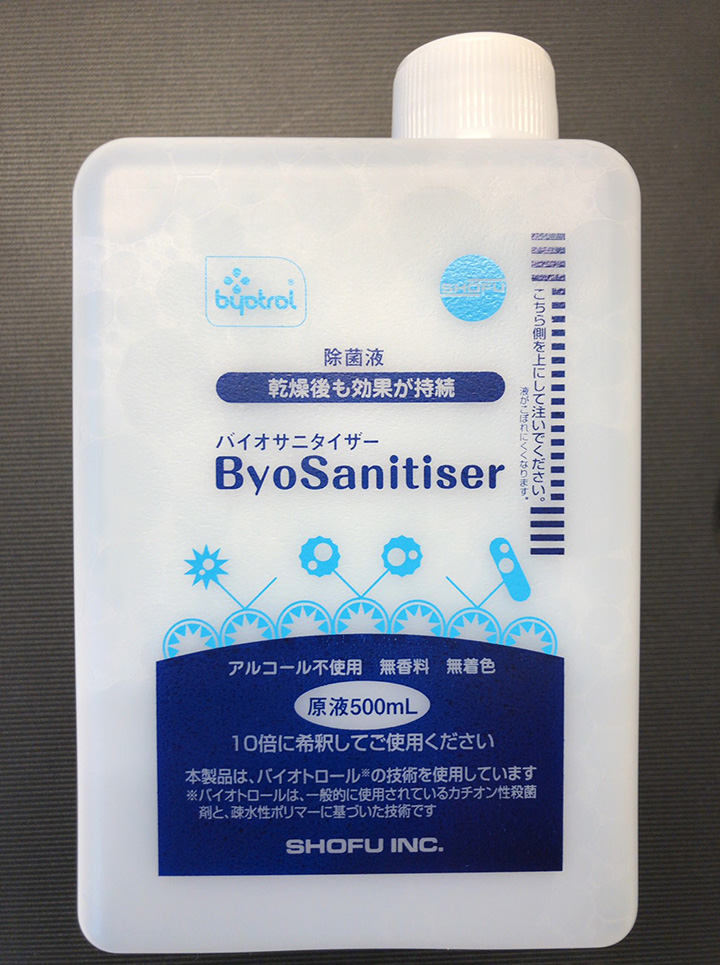 byotrol
SHOFU
除菌液
乾燥後も効果が持続
バイオサニタイザー
ByoSanitiser
こちら側を上にして注いでください。
液がこぼれにくくなります。
アルコール不使用 無香料 無着色
原液500mL
10倍に希釈してご使用ください
本製品は、バイオトロール※の技術を使用しています
※バイオトロールは、一般的に使用されているカチオン性殺菌
剤と、疎水性ポリマーに基づいた技術です
SHOFU INC.